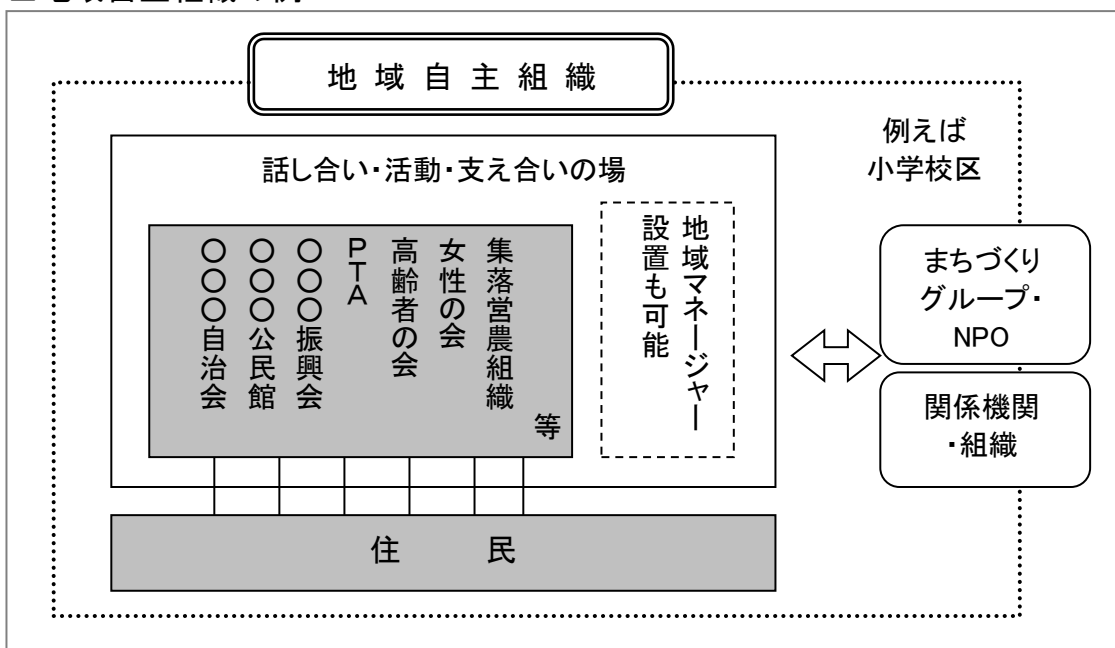 地域自主組織
例えば
小学校区
話し合い・活動・支え合いの場
〇〇〇自治会
〇〇〇公民館
〇〇〇振興会
PTA
高齢者の会
女性の会
集落営農組織
等
地域マネージャー
設置も可能
まちづくり
グループ・
NPO
関係機関
・組織
住民